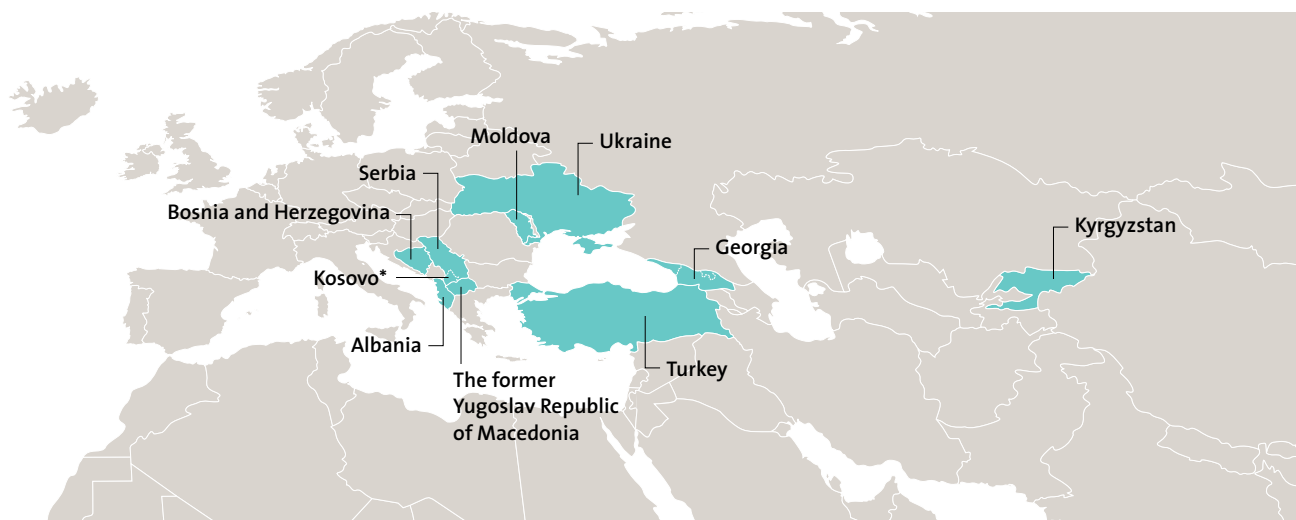 Moldova
Ukraine
Serbia
Bosnia and Herzegovina
Kyrgyzstan
Georgia
Kosovo*
Albania
Turkey
The former
Yugoslav Republic
of Macedonia